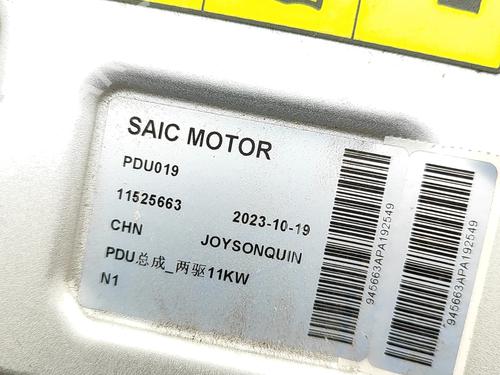 SAIC MOTOR
PDU019
11525663
2023-10-19
CHN
JOYSONQUIN
PDU总成_两驱11KW
N1
945663APA192549
945663APA192549